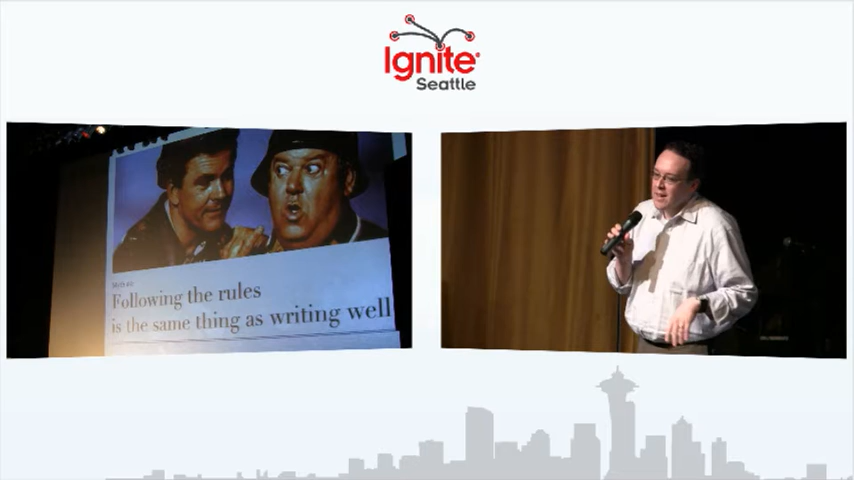 Ignite
Seattle
Following the rules
is the same thing as writing well